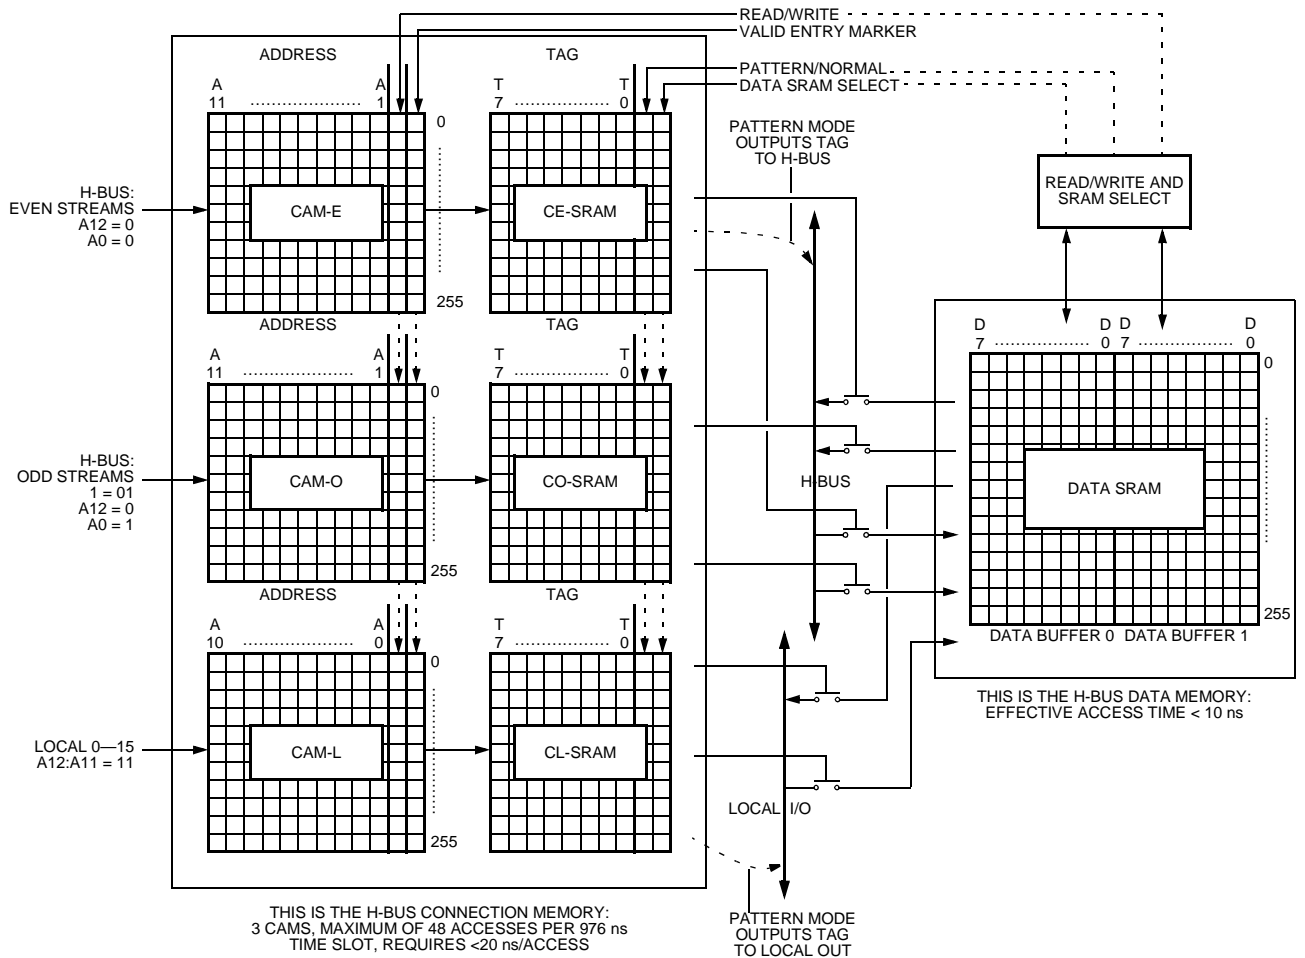 READ/WRITE
VALID ENTRY MARKER
PATTERN/NORMAL
DATA SRAM SELECT
ADDRESS
TAG
A
11 .................... A
1
T
7 .................... T
0
0
255
H-BUS:
EVEN STREAMS
A12 = 0
A0 = 0
CAM-E
CE-SRAM
PATTERN MODE
OUTPUTS TAG
TO H-BUS
READ/WRITE AND
SRAM SELECT
ADDRESS
TAG
A
11 .................... A
1
T
7 .................... T
0
0
255
H-BUS:
ODD STREAMS
1 = 01
A12 = 0
A0 = 1
CAM-O
CO-SRAM
H-BUS
D
7 .................... D
0
D
7 .................... D
0
0
255
DATA SRAM
DATA BUFFER 0
DATA BUFFER 1
THIS IS THE H-BUS DATA MEMORY:
EFFECTIVE ACCESS TIME < 10 ns
ADDRESS
TAG
A
10 .................... A
0
T
7 .................... T
0
0
255
LOCAL 0—15
A12:A11 = 11
CAM-L
CL-SRAM
LOCAL I/O
PATTERN MODE
OUTPUTS TAG
TO LOCAL OUT
THIS IS THE H-BUS CONNECTION MEMORY:
3 CAMS, MAXIMUM OF 48 ACCESSES PER 976 ns
TIME SLOT, REQUIRES <20 ns/ACCESS